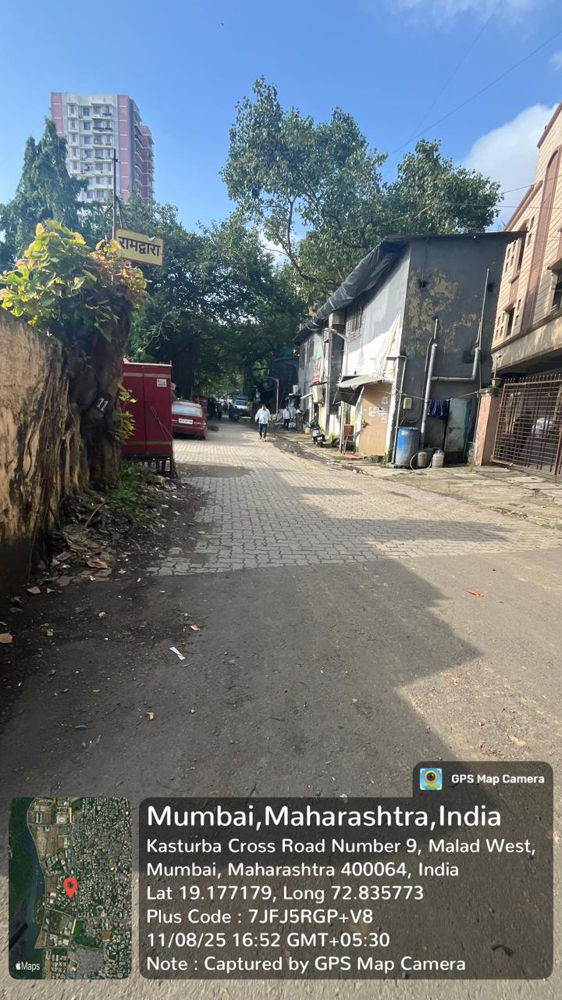 रामद्वारा
11
GPS Map Camera
Mumbai,Maharashtra,India
Kasturba Cross Road Number 9, Malad West,
Mumbai, Maharashtra 400064, India
Lat 19.177179, Long 72.835773
Plus Code : 7JFJ5RGP+V8
11/08/25 16:52 GMT+05:30
Note : Captured by GPS Map Camera
Maps